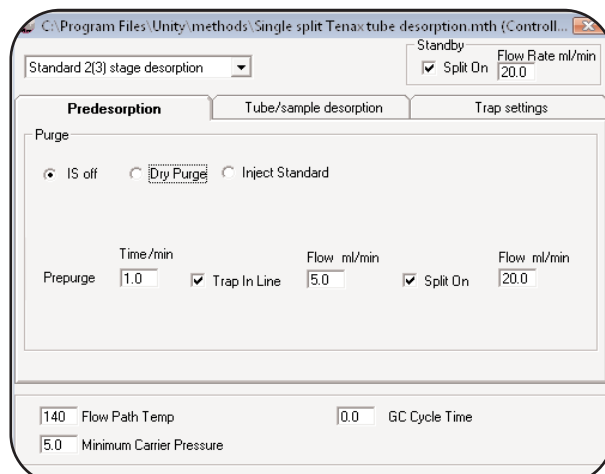 C:\Program Files\Unity\methods\Single split Tenax tube desorption.mth (Controll...
Standby
Standard 2(3) stage desorption
Split On
Flow Rate ml/min
20.0
Predesorption
Tube/sample desorption
Trap settings
Purge
IS off
Dry Purge
Inject Standard
Time/min
Flow ml/min
Flow ml/min
Prepurge
1.0
Trap In Line
5.0
Split On
20.0
140 Flow Path Temp
0.0 GC Cycle Time
5.0 Minimum Carrier Pressure